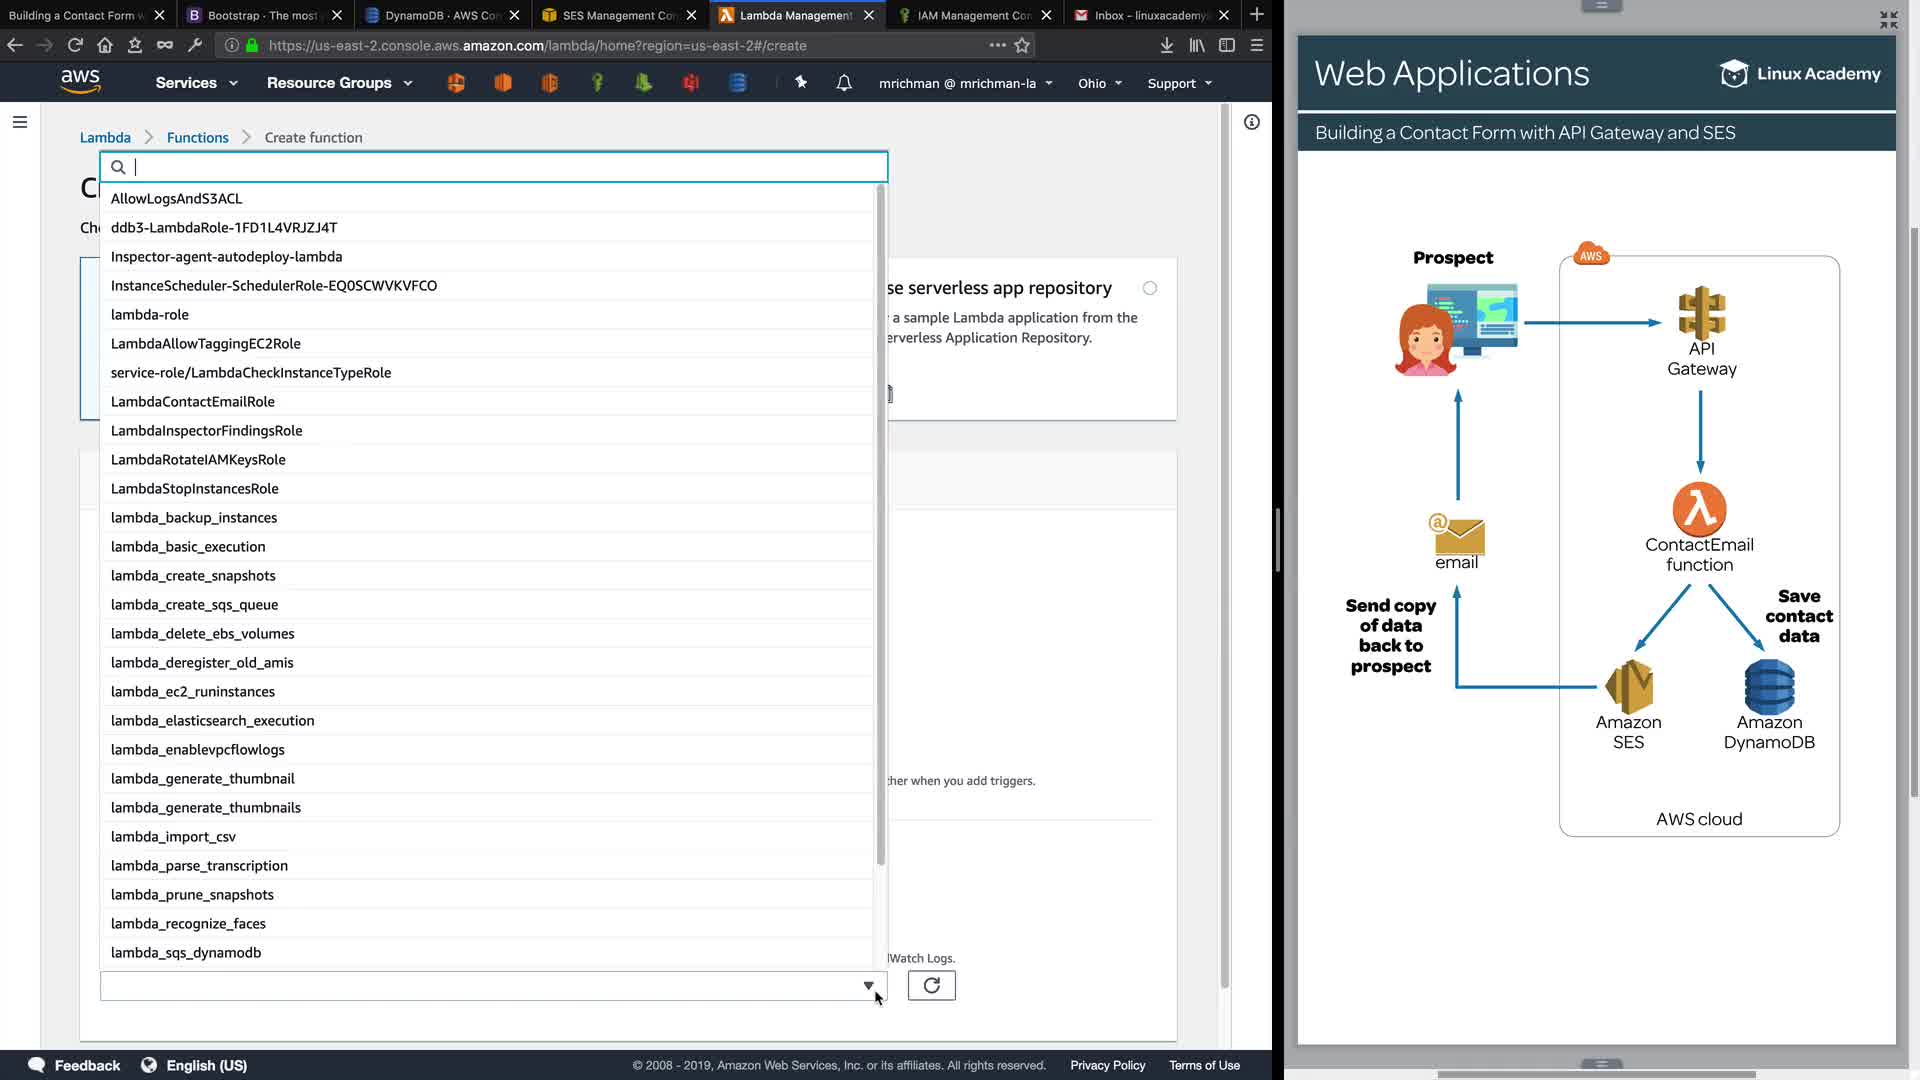 Building a Contact Form w
Bootstrap · The most
DynamoDB · AWS Con
SES Management Con
Lambda Management
IAM Management Con
Inbox – linuxacademy
https://us-east-2.console.aws.amazon.com/lambda/home?region=us-east-2#/create
aws
Services
Resource Groups
mrichman @ mrichman-la
Ohio
Support
Lambda
Functions
Create function
C
Ch
AllowLogsAndS3ACL
ddb3-LambdaRole-1FD1L4VRJZJ4T
Inspector-agent-autodeploy-lambda
InstanceScheduler-SchedulerRole-EQ0SCWVKVFCO
lambda-role
LambdaAllowTaggingEC2Role
service-role/LambdaCheckInstanceTypeRole
LambdaContactEmailRole
LambdaInspectorFindingsRole
LambdaRotateIAMKeysRole
LambdaStopInstancesRole
lambda_backup_instances
lambda_basic_execution
lambda_create_snapshots
lambda_create_sqs_queue
lambda_delete_ebs_volumes
lambda_deregister_old_amis
lambda_ec2_runinstances
lambda_elasticsearch_execution
lambda_enablevpcflowlogs
lambda_generate_thumbnail
lambda_generate_thumbnails
lambda_import_csv
lambda_parse_transcription
lambda_prune_snapshots
lambda_recognize_faces
lambda_sqs_dynamodb
se serverless app repository
a sample Lambda application from the
erverless Application Repository.
ther when you add triggers.
dWatch Logs.
Feedback
English (US)
© 2008 - 2019, Amazon Web Services, Inc. or its affiliates. All rights reserved.
Privacy Policy
Terms of Use
Web Applications
Linux Academy
Building a Contact Form with API Gateway and SES
Prospect
AWS
API
Gateway
ContactEmail
function
@
email
Send copy
of data
back to
prospect
Save
contact
data
Amazon
SES
Amazon
DynamoDB
AWS cloud